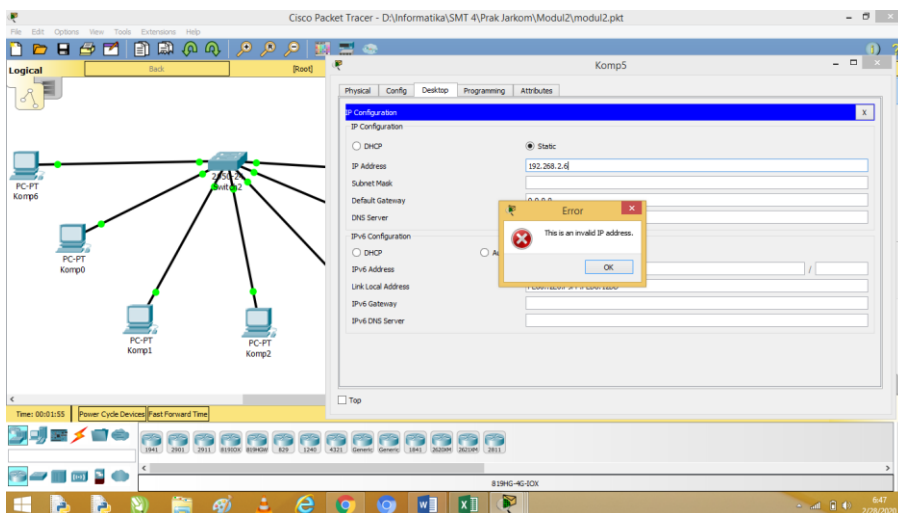 Cisco Packet Tracer - D:\Informatika\SMT 4\Prak Jarkom\Modul2\modul2.pkt
File Edit Options View Tools Extensions Help
Logical
Back
[Root]
Komp5
Physical Config Desktop Programming Attributes
IP Configuration X
IP Configuration
DHCP
Static
IP Address
192.268.2.6
Subnet Mask
Default Gateway
0.0.0.0
DNS Server
IPv6 Configuration
DHCP
IPv6 Address
/
Link Local Address
IPv6 Gateway
IPv6 DNS Server
Error
This is an invalid IP address.
OK
Top
PC-PT
Komp6
PC-PT
Komp0
PC-PT
Komp1
PC-PT
Komp2
2950-24
Switch2
Time: 00:01:55 Power Cycle Devices Fast Forward Time
1941 2901 2911 819IOX 819HGW 829 1240 4321 Generic Generic 1841 2620XM 2621XM 2811
819HG-4G-IOX
6:47
2/28/2020